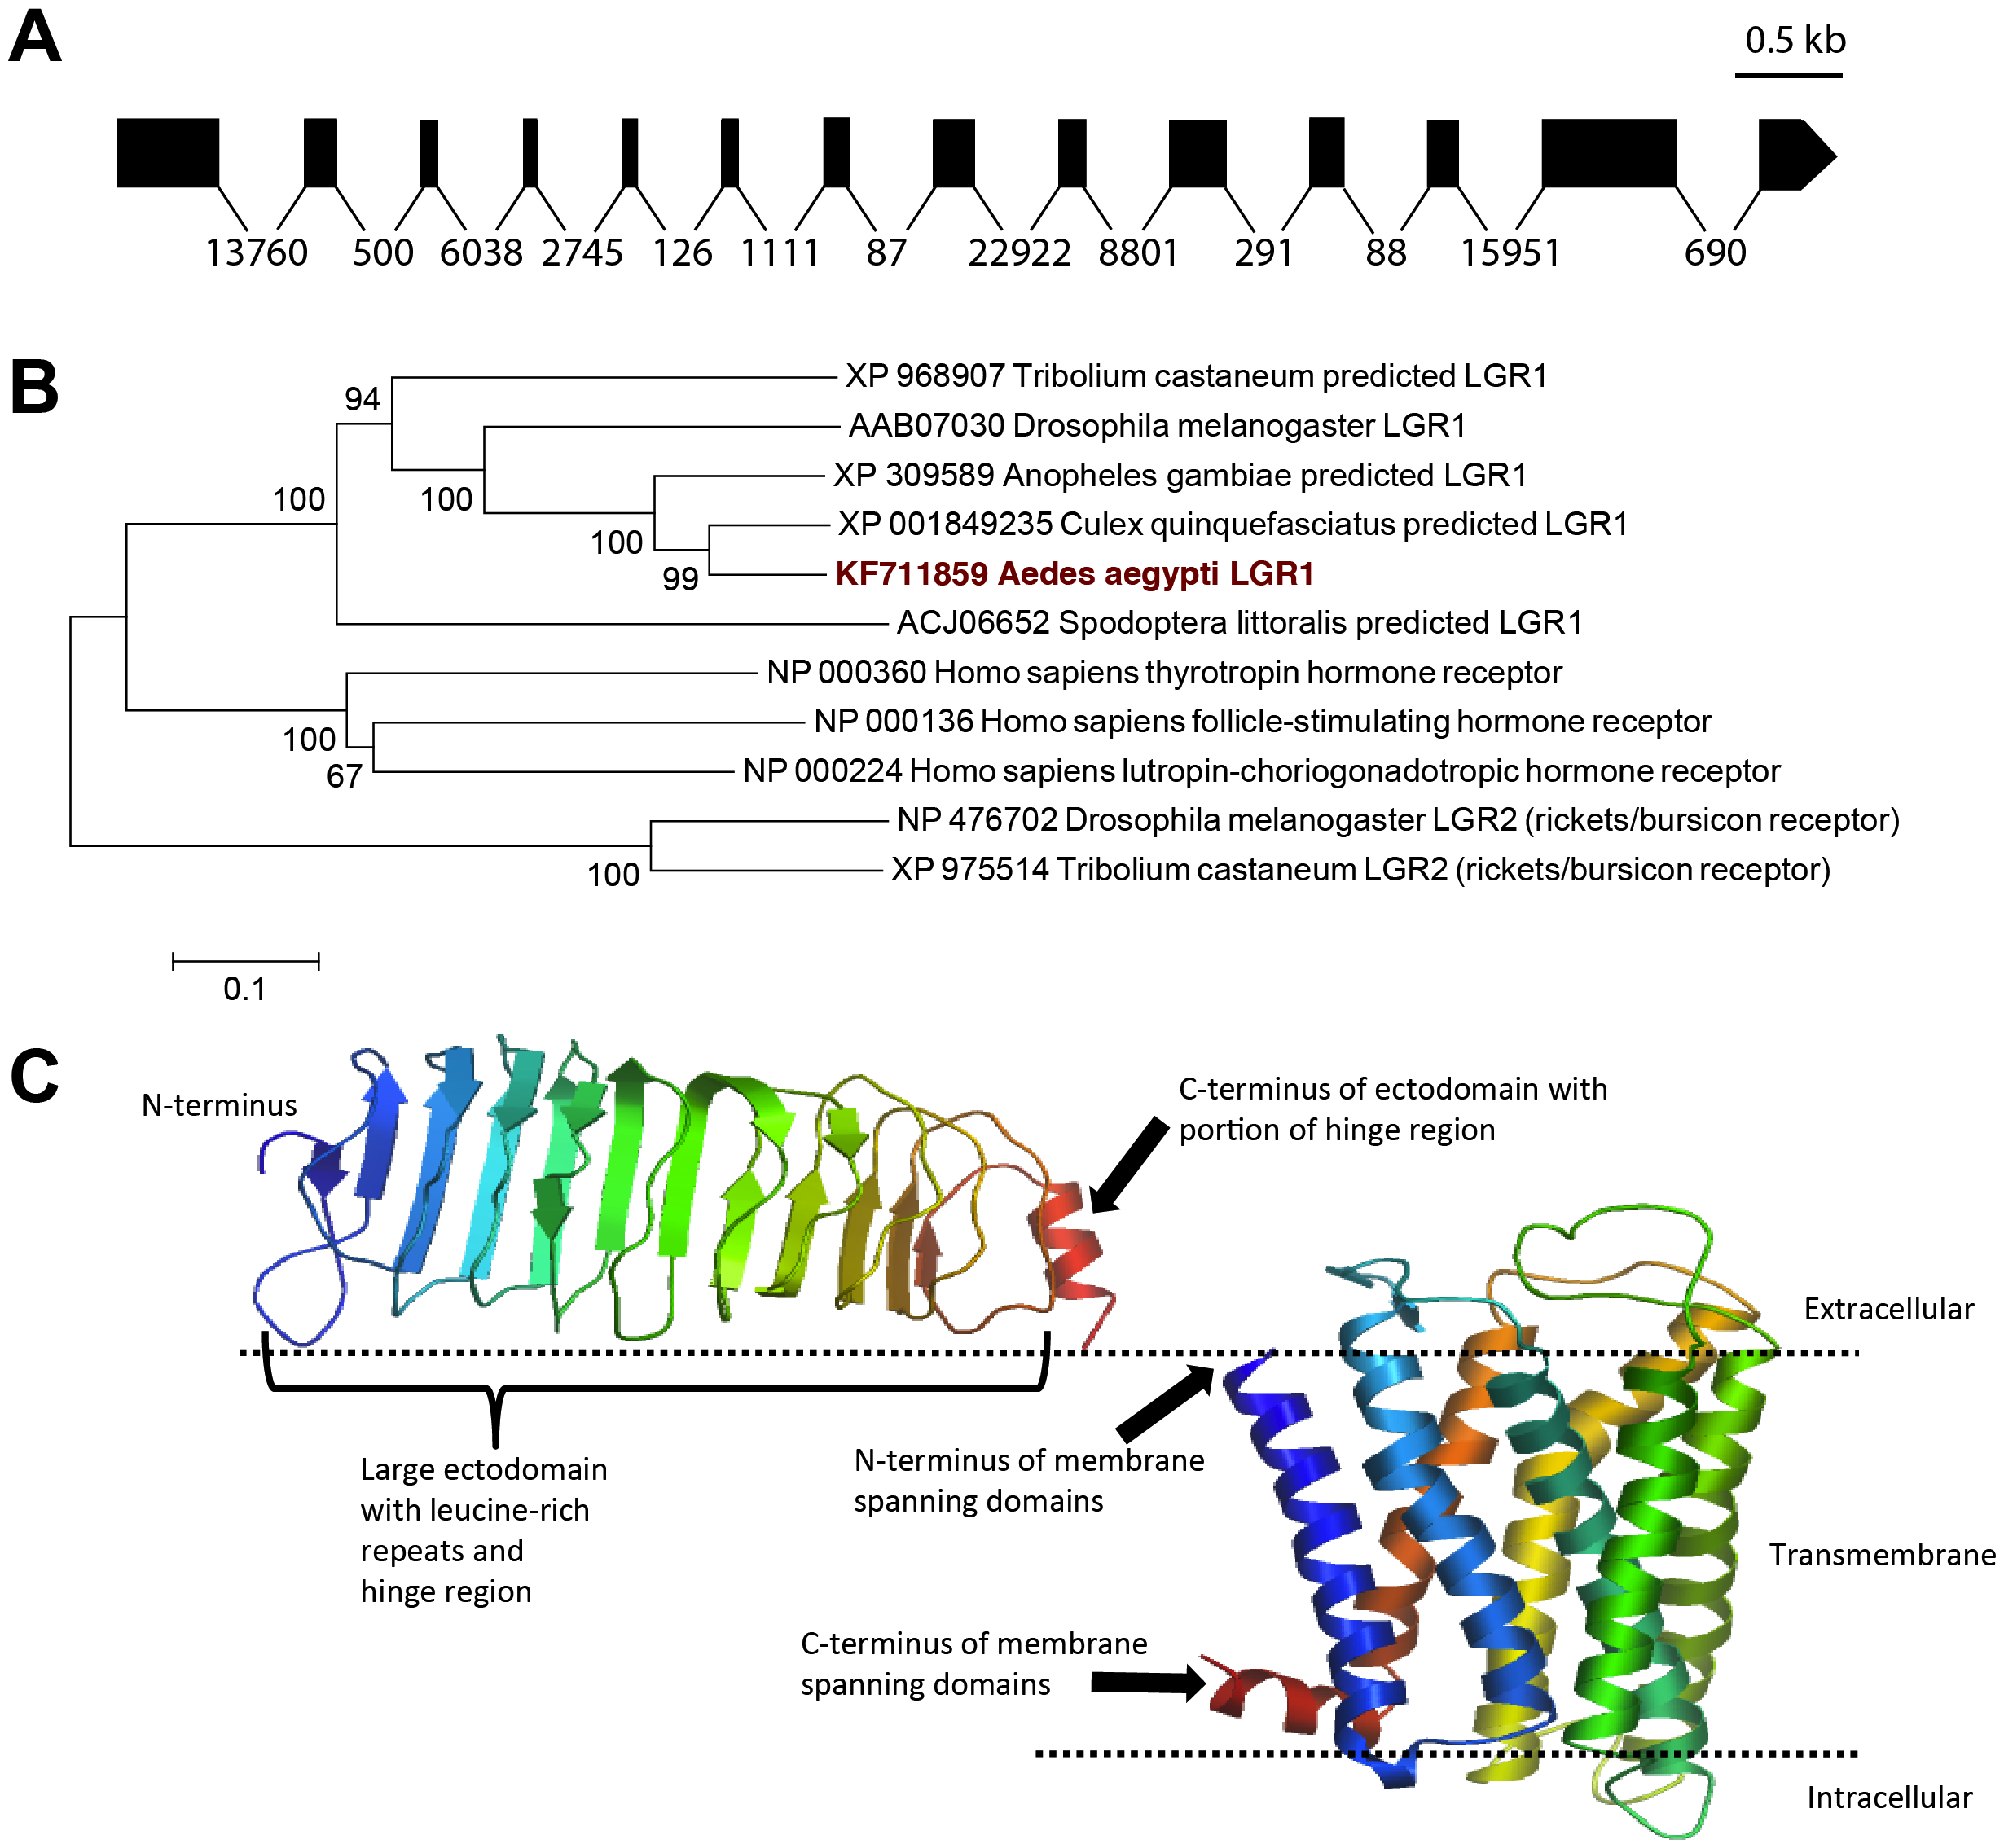 A
0.5 kb
13760 500 6038 2745 126 1111 87 22922 8801 291 88 15951 690
B
XP 968907 Tribolium castaneum predicted LGR1
94
AAB07030 Drosophila melanogaster LGR1
XP 309589 Anopheles gambiae predicted LGR1
100
100
XP 001849235 Culex quinquefasciatus predicted LGR1
100
KF711859 Aedes aegypti LGR1
99
ACJ06652 Spodoptera littoralis predicted LGR1
NP 000360 Homo sapiens thyrotropin hormone receptor
NP 000136 Homo sapiens follicle-stimulating hormone receptor
100
NP 000224 Homo sapiens lutropin-choriogonadotropic hormone receptor
67
NP 476702 Drosophila melanogaster LGR2 (rickets/bursicon receptor)
XP 975514 Tribolium castaneum LGR2 (rickets/bursicon receptor)
100
0.1
C
N-terminus
C-terminus of ectodomain with
portion of hinge region
Extracellular
Large ectodomain
with leucine-rich
repeats and
hinge region
N-terminus of membrane
spanning domains
Transmembrane
C-terminus of membrane
spanning domains
Intracellular